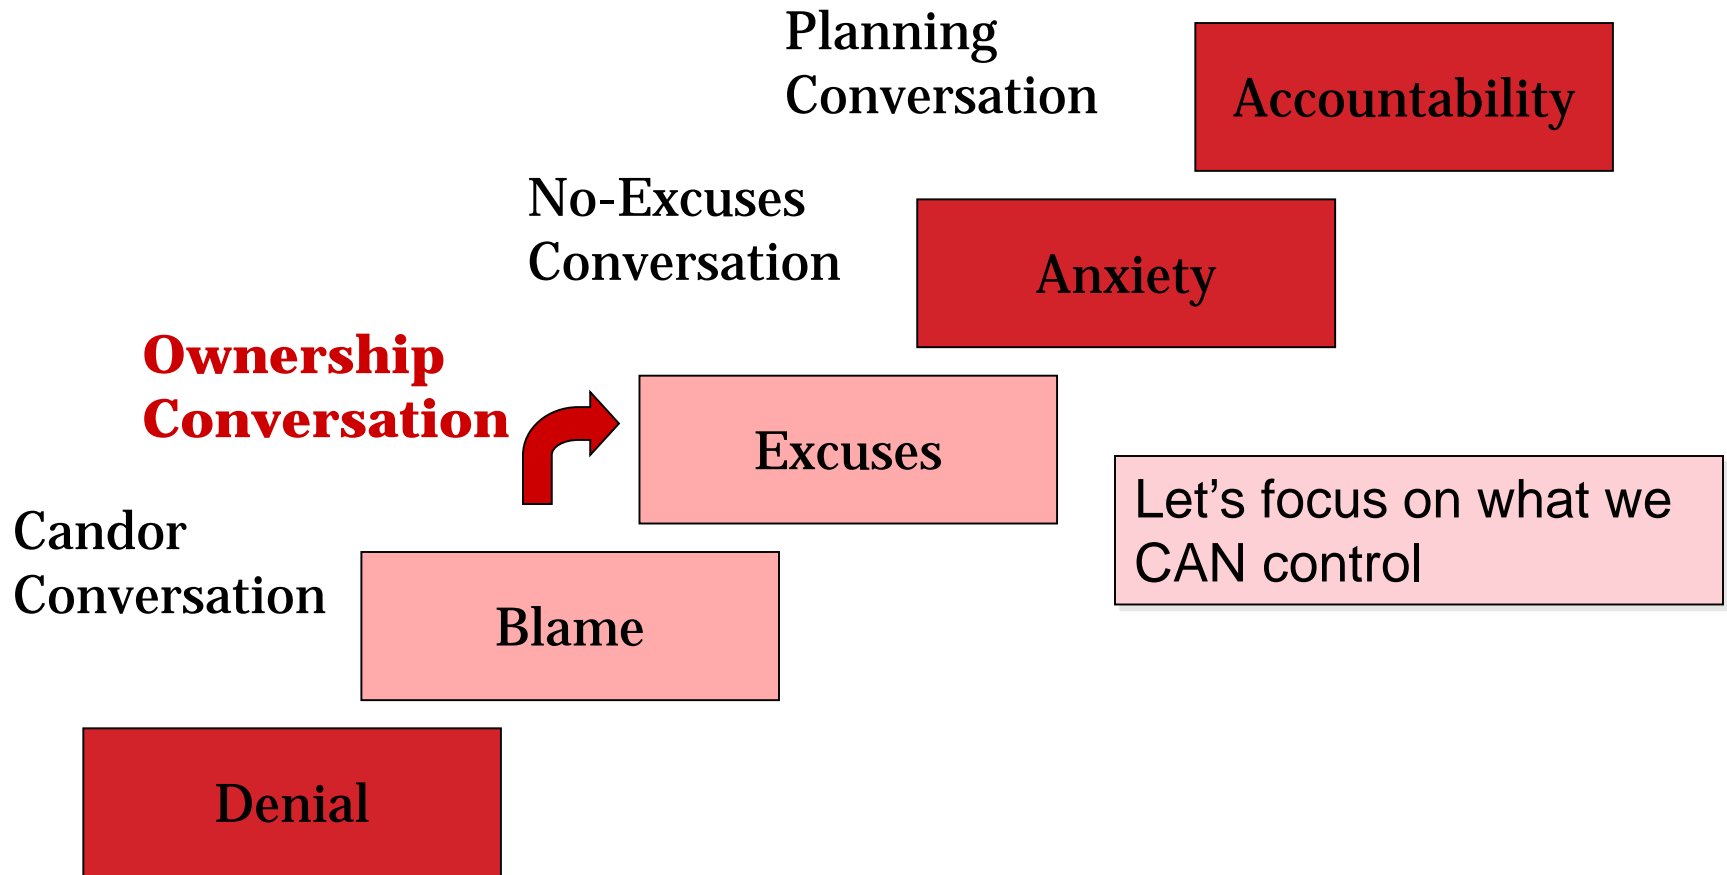 Planning
Conversation
Accountability
No-Excuses
Conversation
Anxiety
Ownership
Conversation
Excuses
Let’s focus on what we
CAN control
Candor
Conversation
Blame
Denial